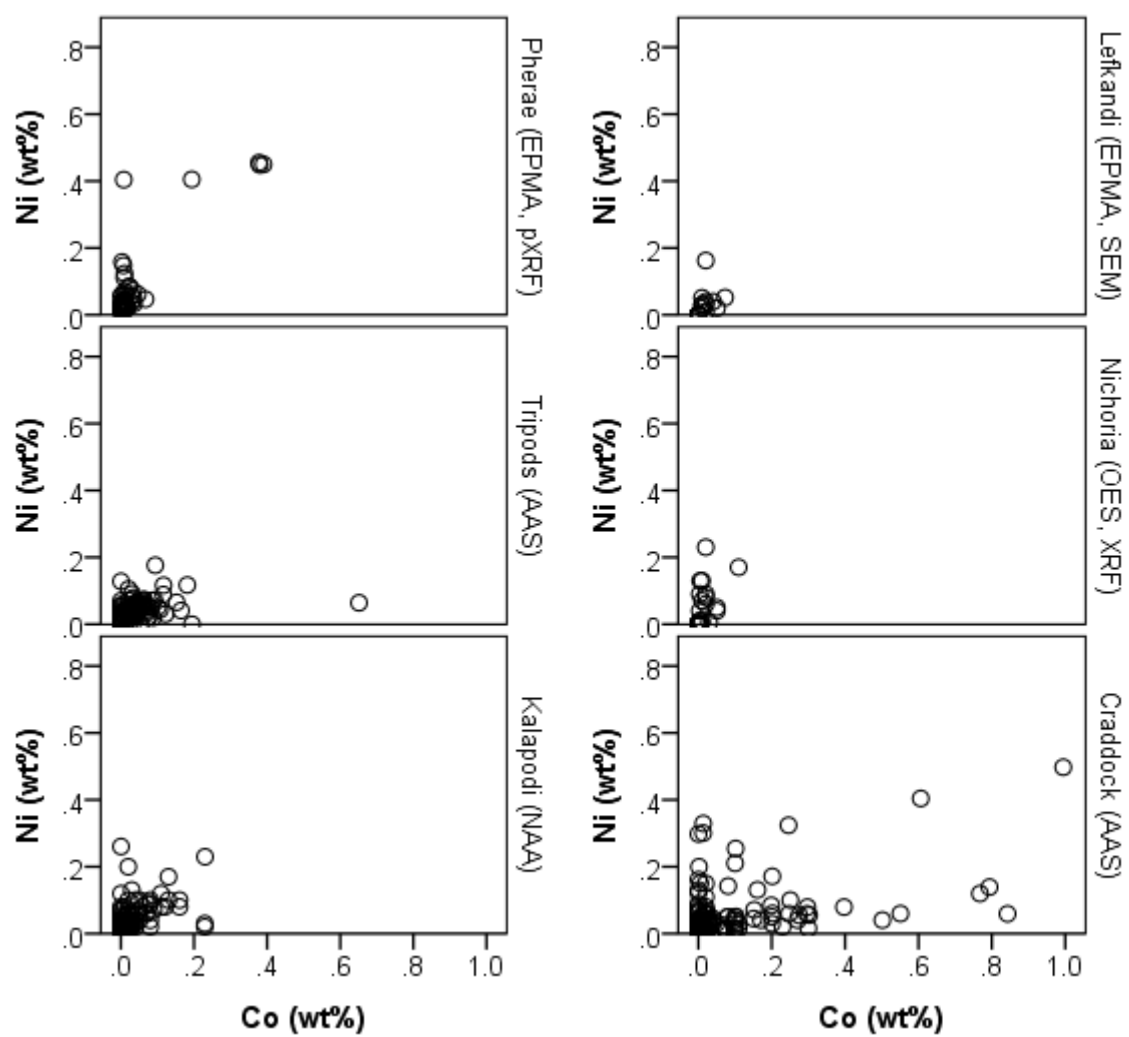 .8
.6
.4
.2
.0
Ni (wt%)
Pherae (EPMA, pXRF)
.8
.6
.4
.2
.0
Ni (wt%)
Lefkandi (EPMA, SEM)
.8
.6
.4
.2
.0
Ni (wt%)
Tripods (AAS)
.8
.6
.4
.2
.0
Ni (wt%)
Nichoria (OES, XRF)
.8
.6
.4
.2
.0
Ni (wt%)
Kalapodi (NAA)
.8
.6
.4
.2
.0
Ni (wt%)
Craddock (AAS)
.0 .2 .4 .6 .8 1.0
Co (wt%)
.0 .2 .4 .6 .8 1.0
Co (wt%)